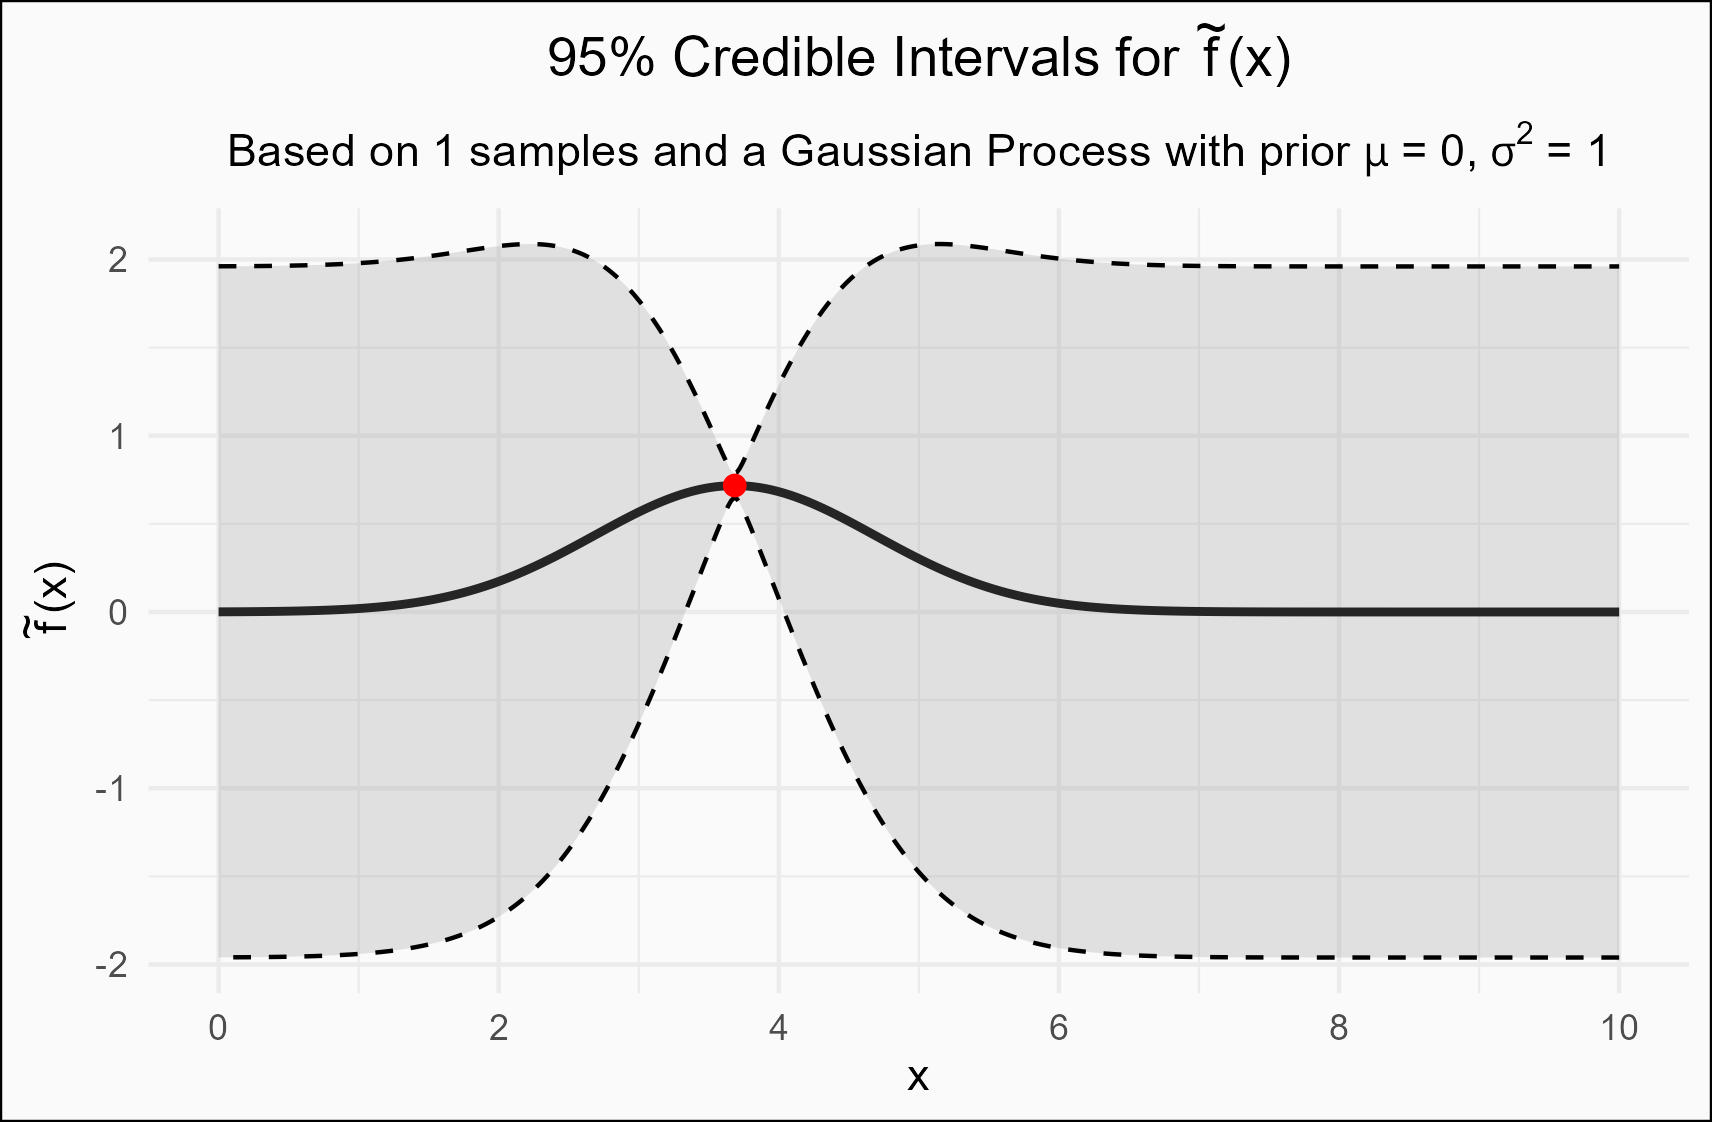 95% Credible Intervals for f̃(x)
Based on 1 samples and a Gaussian Process with prior μ = 0, σ² = 1
f̃(x)
2
1
0
-1
-2
0 2 4 6 8 10
x